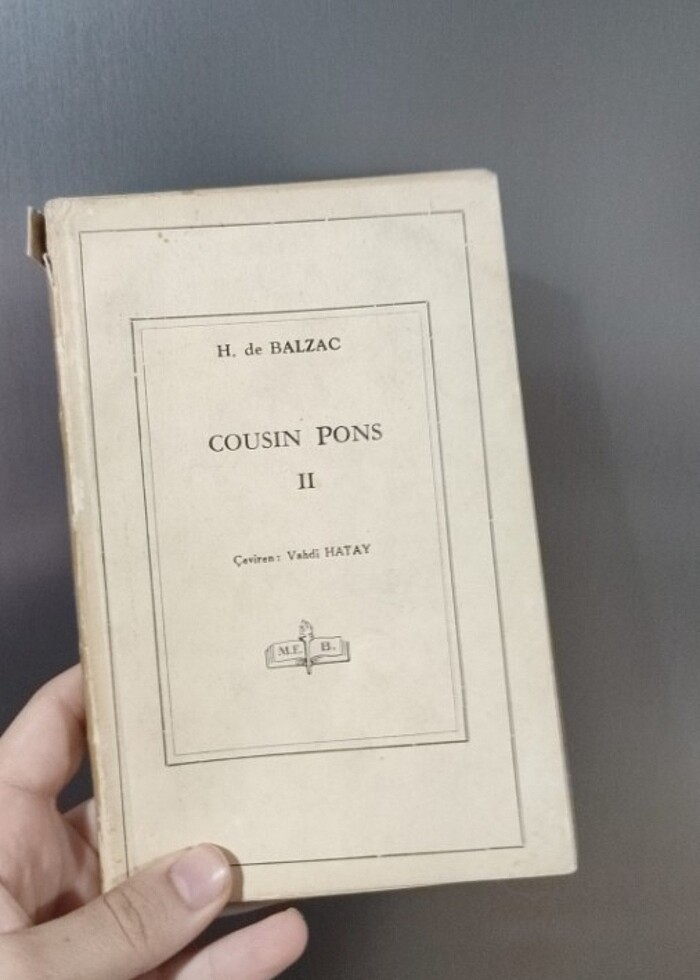 H. de BALZAC
COUSIN PONS
II
Çeviren: Vahdi HATAY
M.E. B.